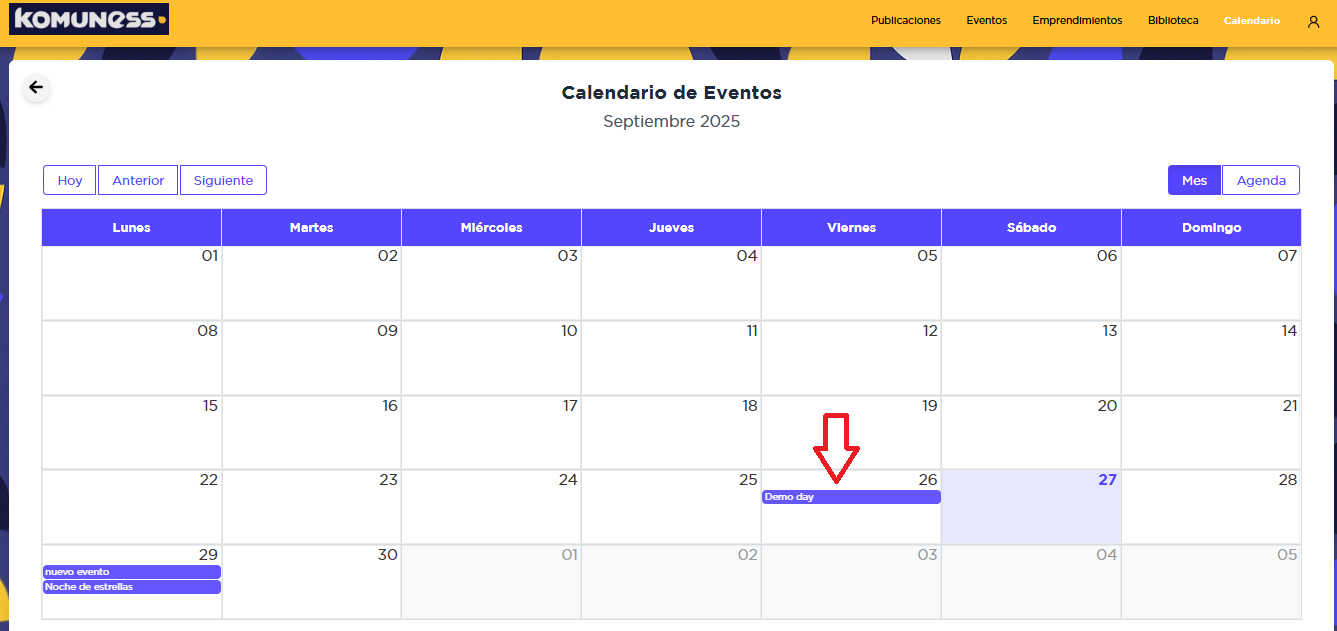 KOMUNESS
Publicaciones Eventos Emprendimientos Biblioteca Calendario
Calendario de Eventos
Septiembre 2025
Hoy Anterior Siguiente Mes Agenda
Lunes Martes Miércoles Jueves Viernes Sábado Domingo
01 02 03 04 05 06 07
08 09 10 11 12 13 14
15 16 17 18 19 20 21
22 23 24 25 26 27 28
Demo day
29 30 01 02 03 04 05
nuevo evento
Noche de estrellas